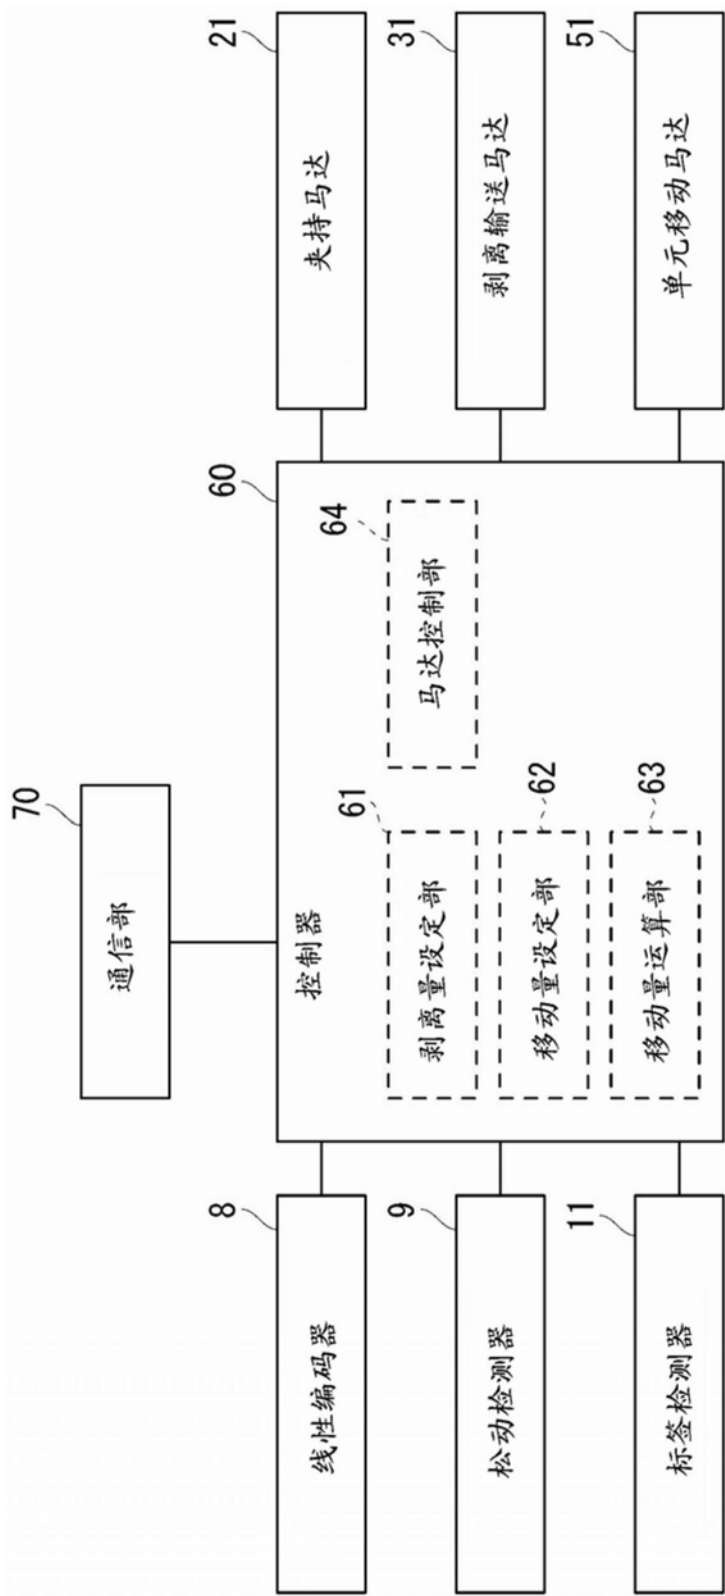 70
通信部
60
控制器
8
线性编码器
9
松动检测器
11
标签检测器
61
剥离量设定部
62
移动量设定部
63
移动量运算部
64
马达控制部
21
夹持马达
31
剥离输送马达
51
单元移动马达